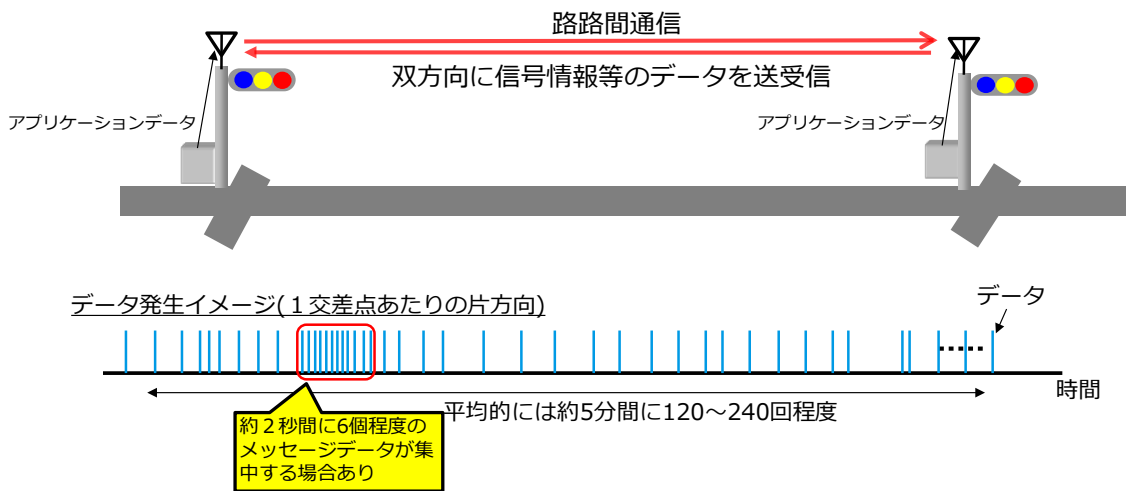 路路間通信
双方向に信号情報等のデータを送受信
アプリケーションデータ
アプリケーションデータ
データ発生イメージ(１交差点あたりの片方向)
データ
時間
平均的には約5分間に120～240回程度
約２秒間に6個程度の
メッセージデータが集
中する場合あり